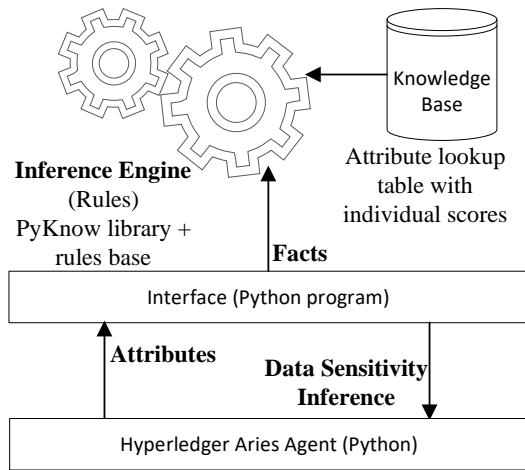 Knowledge
Base
Inference Engine
(Rules)
PyKnow library +
rules base
Attribute lookup
table with
individual scores
Facts
Interface (Python program)
Attributes
Data Sensitivity
Inference
Hyperledger Aries Agent (Python)